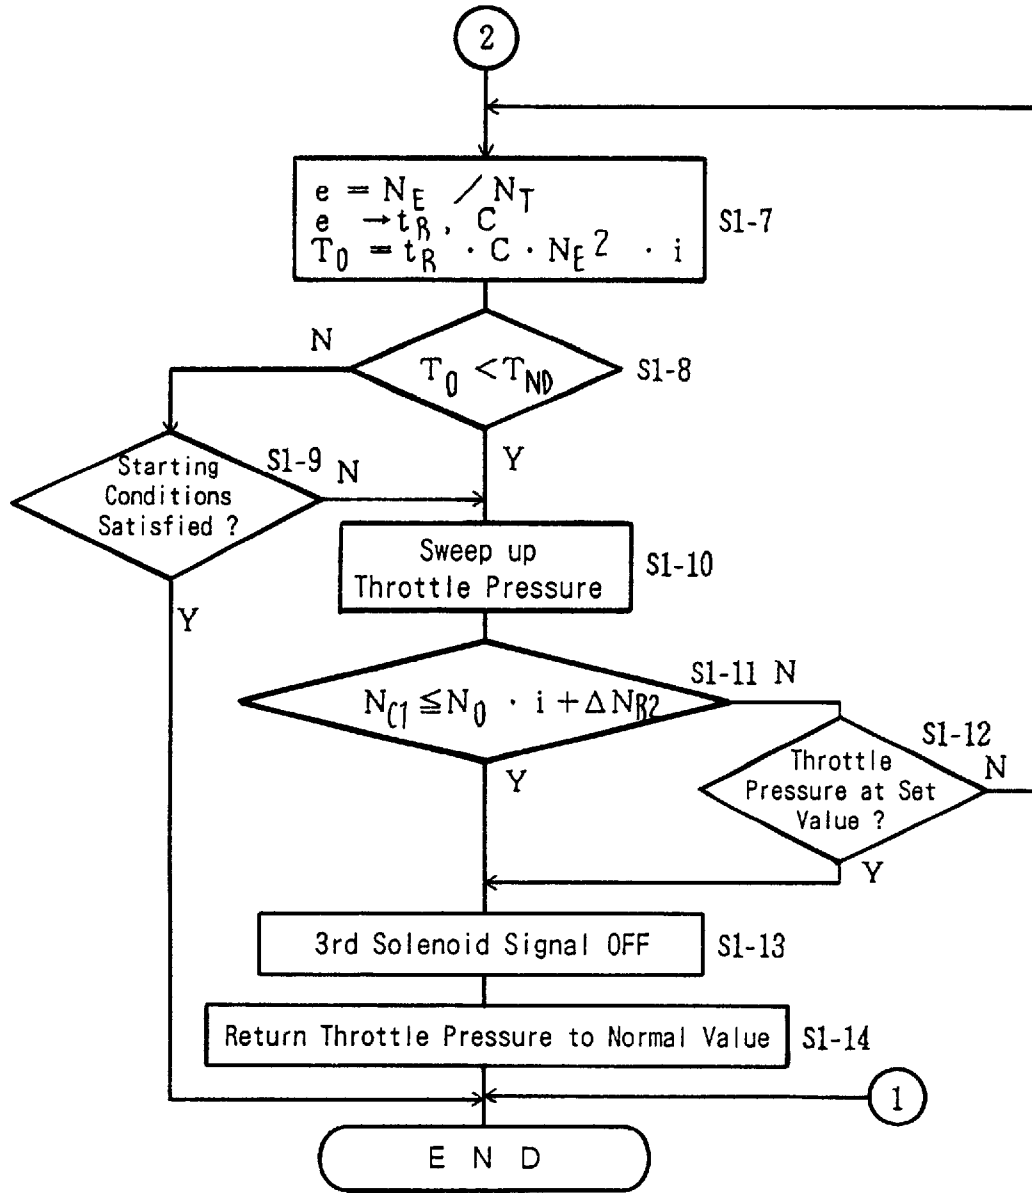 2
e = N_E / N_T
e → t_R, C
T_0 = t_R · C · N_E 2 · i
S1-7
N
T_0 < T_ND
S1-8
Y
Starting
Conditions
Satisfied ?
S1-9
N
Y
Sweep up
Throttle Pressure
S1-10
N_C1 ≦ N_0 · i + Δ N_R2
S1-11
N
Y
Throttle
Pressure at Set
Value ?
S1-12
N
Y
3rd Solenoid Signal OFF
S1-13
Return Throttle Pressure to Normal Value
S1-14
1
E N D